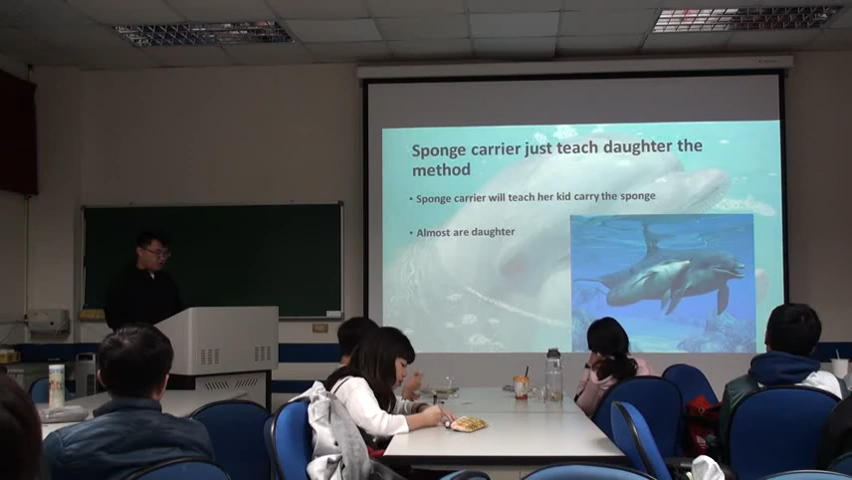 Sponge carrier just teach daughter the
method
• Sponge carrier will teach her kid carry the sponge
• Almost are daughter